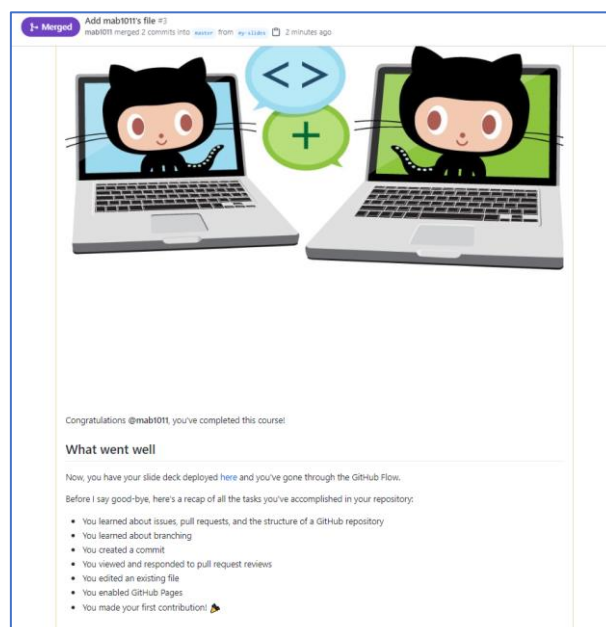 Merged
Add mab1011's file #3
mab1011 merged 2 commits into master from my-slides 2 minutes ago
< >
+
Congratulations @mab1011, you've completed this course!
What went well
Now, you have your slide deck deployed here and you've gone through the GitHub Flow.
Before I say good-bye, here's a recap of all the tasks you've accomplished in your repository:
• You learned about issues, pull requests, and the structure of a GitHub repository
• You learned about branching
• You created a commit
• You viewed and responded to pull request reviews
• You edited an existing file
• You enabled GitHub Pages
• You made your first contribution! 🎉